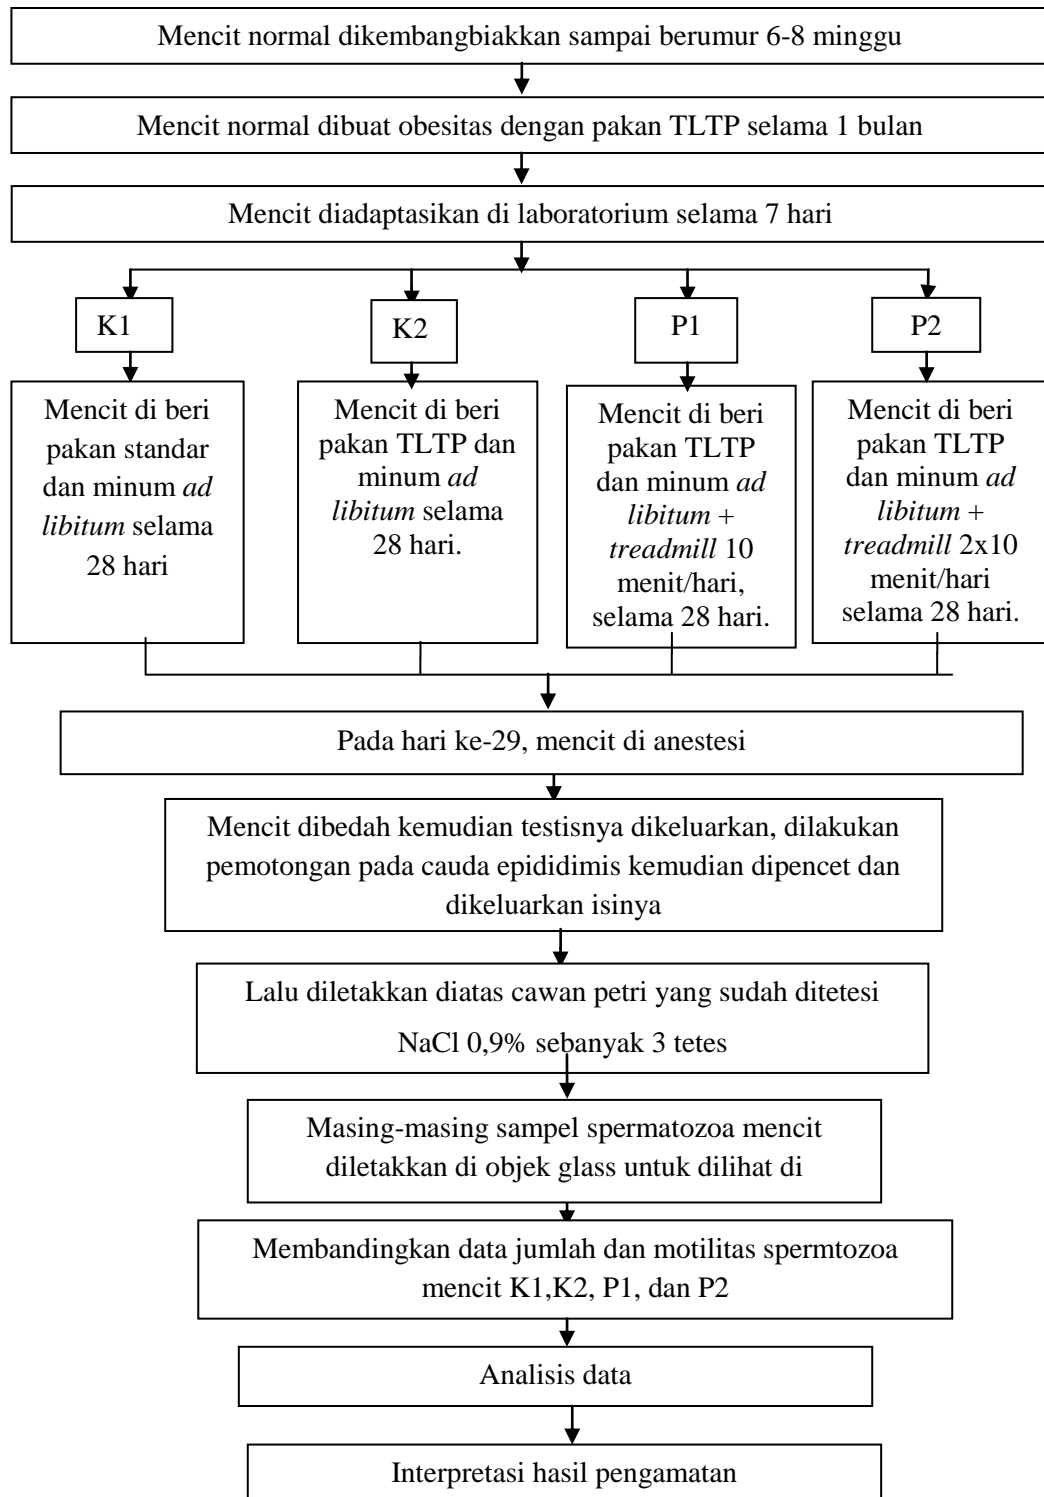 Mencit normal dikembangbiakkan sampai berumur 6-8 minggu
Mencit normal dibuat obesitas dengan pakan TLTP selama 1 bulan
Mencit diadaptasikan di laboratorium selama 7 hari
K1
K2
P1
P2
Mencit di beri
pakan standar
dan minum ad
libitum selama
28 hari
Mencit di beri
pakan TLTP dan
minum ad
libitum selama
28 hari.
Mencit di beri
pakan TLTP
dan minum ad
libitum +
treadmill 10
menit/hari,
selama 28 hari.
Mencit di beri
pakan TLTP
dan minum ad
libitum +
treadmill 2x10
menit/hari
selama 28 hari.
Pada hari ke-29, mencit di anestesi
Mencit dibedah kemudian testisnya dikeluarkan, dilakukan
pemotongan pada cauda epididimis kemudian dipencet dan
dikeluarkan isinya
Lalu diletakkan diatas cawan petri yang sudah ditetesi
NaCl 0,9% sebanyak 3 tetes
Masing-masing sampel spermatozoa mencit
diletakkan di objek glass untuk dilihat di
Membandingkan data jumlah dan motilitas spermtozoa
mencit K1,K2, P1, dan P2
Analisis data
Interpretasi hasil pengamatan